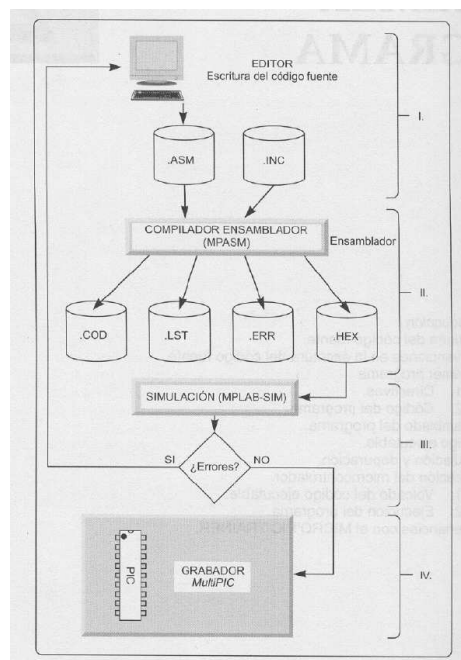 GRAMA
EDITOR
Escritura del código fuente
I.
.ASM
.INC
COMPILADOR ENSAMBLADOR
(MPASM)
Ensamblador
II.
.COD
.LST
.ERR
.HEX
SIMULACIÓN (MPLAB-SIM)
III.
SI
¿Errores?
NO
PIC
GRABADOR
MultiPIC
IV.